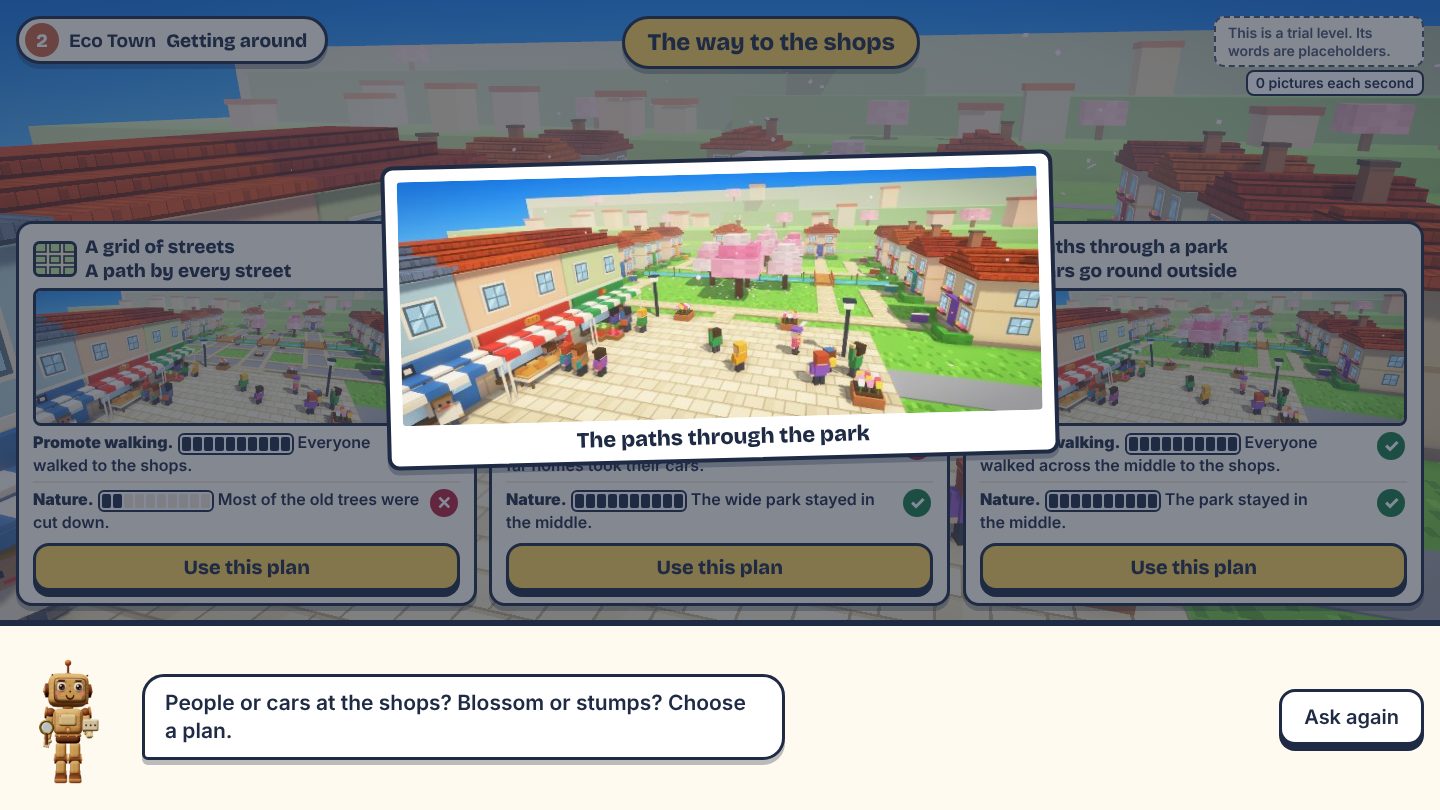 2 Eco Town Getting around
The way to the shops
This is a trial level. Its
words are placeholders.
0 pictures each second
A grid of streets
A path by every street
Promote walking. Everyone
walked to the shops.
Nature. Most of the old trees were
cut down.
Use this plan
The paths through the park
far homes took their cars.
Nature. The wide park stayed in
the middle.
Use this plan
ths through a park
rs go round outside
walking. Everyone
walked across the middle to the shops.
Nature. The park stayed in
the middle.
Use this plan
People or cars at the shops? Blossom or stumps? Choose
a plan.
Ask again